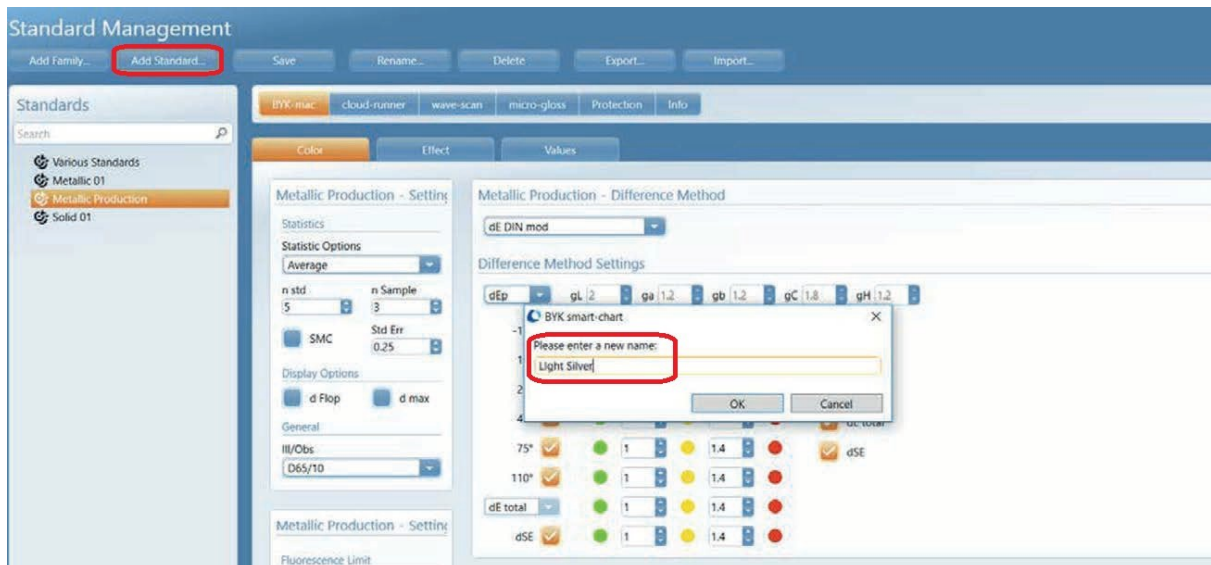 Standard Management
Add Family... Add Standard... Save Rename... Delete Export... Import...
Standards
Search
Various Standards
Metallic 01
Metallic Production
Solid 01
BYK-mac cloud-runner wave-scan micro-gloss Protection Info
Color Effect Values
Metallic Production - Setting
Statistics
Statistic Options
Average
n std n Sample
5 3
SMC Std Err
0.25
Display Options
d Flop d max
General
Ill/Obs
D65/10
Metallic Production - Setting
Fluorescence Limit
Metallic Production - Difference Method
dE DIN mod
Difference Method Settings
dEp gL 2 ga 1.2 gb 1.2 gC 1.8 gH 1.2
BYK smart-chart
Please enter a new name:
Light Silver
OK Cancel
dE total
75° 1 1.4 dSE
110° 1 1.4
dE total 1 1.4
dSE 1 1.4